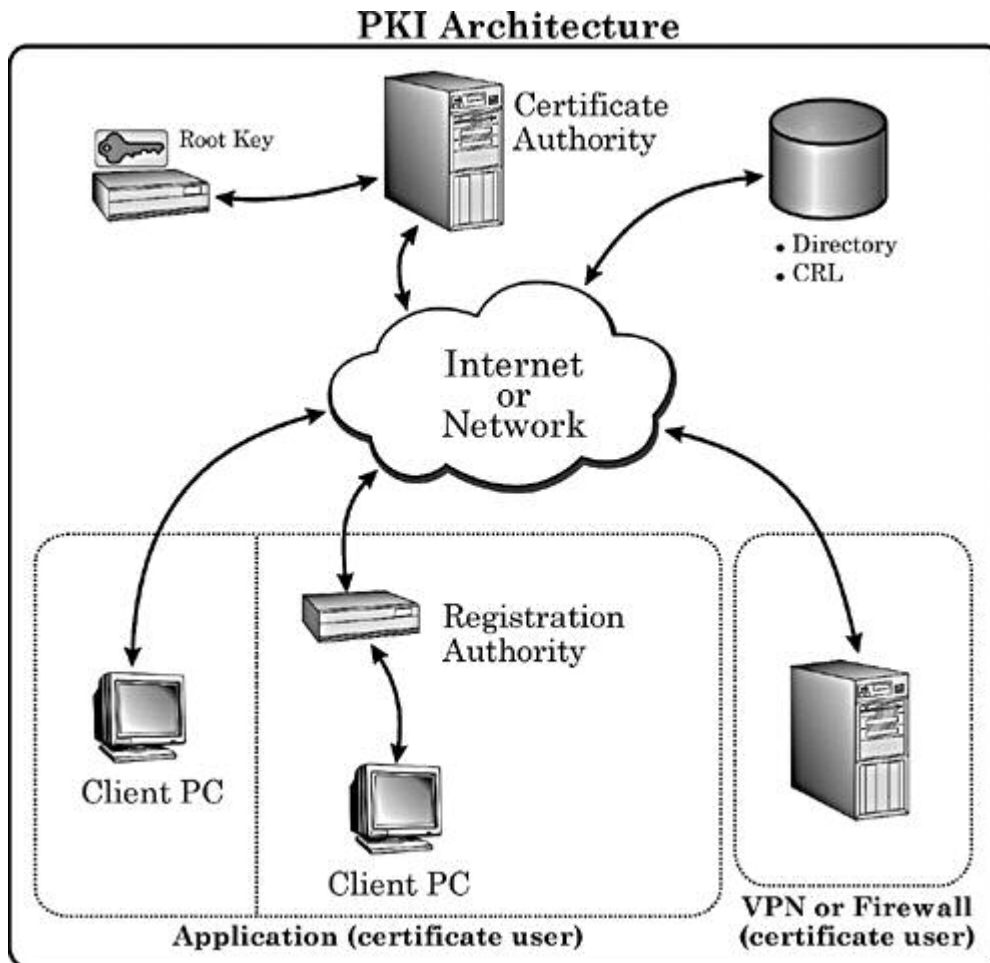 PKI Architecture
Root Key
Certificate
Authority
• Directory
• CRL
Internet
or
Network
Registration
Authority
Client PC
Client PC
Application (certificate user)
VPN or Firewall
(certificate user)